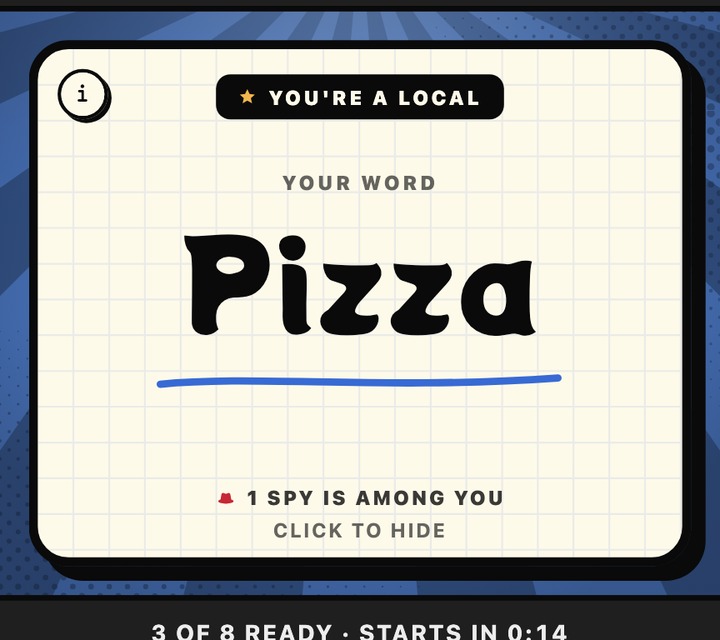 i
YOU'RE A LOCAL
YOUR WORD
Pizza
1 SPY IS AMONG YOU
CLICK TO HIDE
3 OF 8 READY · STARTS IN 0:14